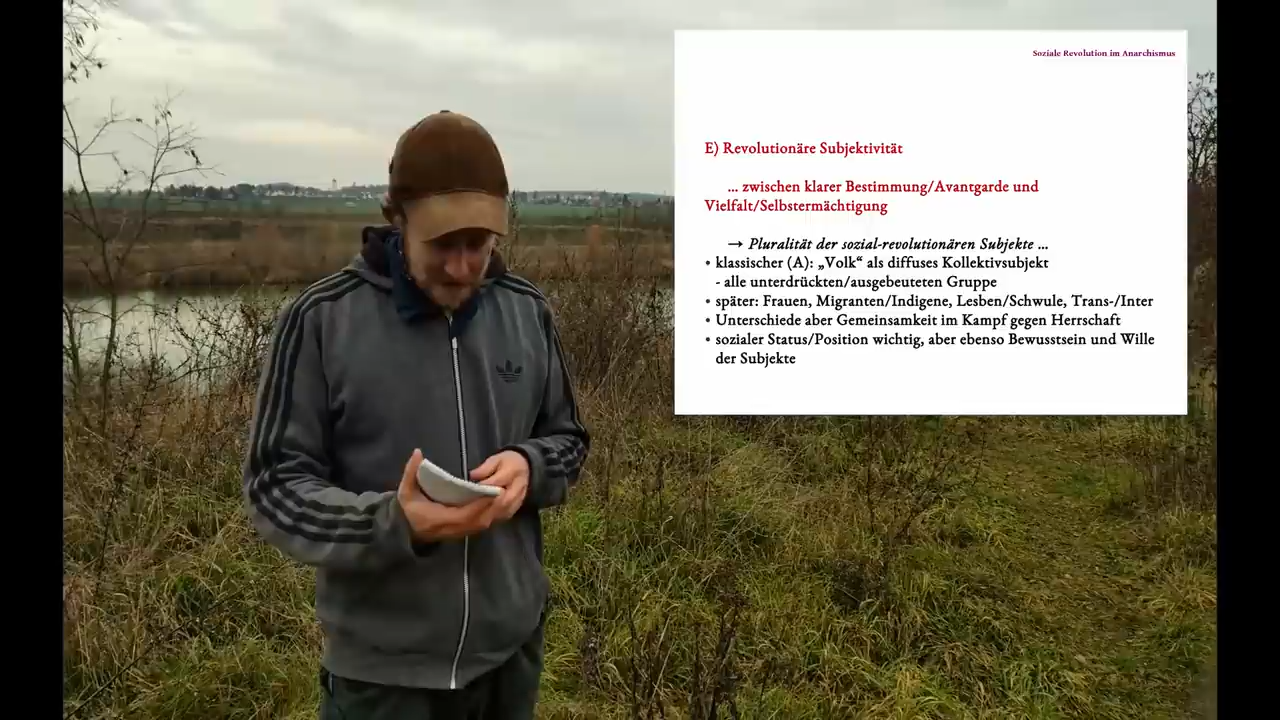 Soziale Revolution im Anarchismus
E) Revolutionäre Subjektivität
... zwischen klarer Bestimmung/Avantgarde und
Vielfalt/Selbstermächtigung
→ Pluralität der sozial-revolutionären Subjekte ...
• klassischer (A): „Volk“ als diffuses Kollektivsubjekt
- alle unterdrückten/ausgebeuteten Gruppe
• später: Frauen, Migranten/Indigene, Lesben/Schwule, Trans-/Inter
• Unterschiede aber Gemeinsamkeit im Kampf gegen Herrschaft
• sozialer Status/Position wichtig, aber ebenso Bewusstsein und Wille
der Subjekte